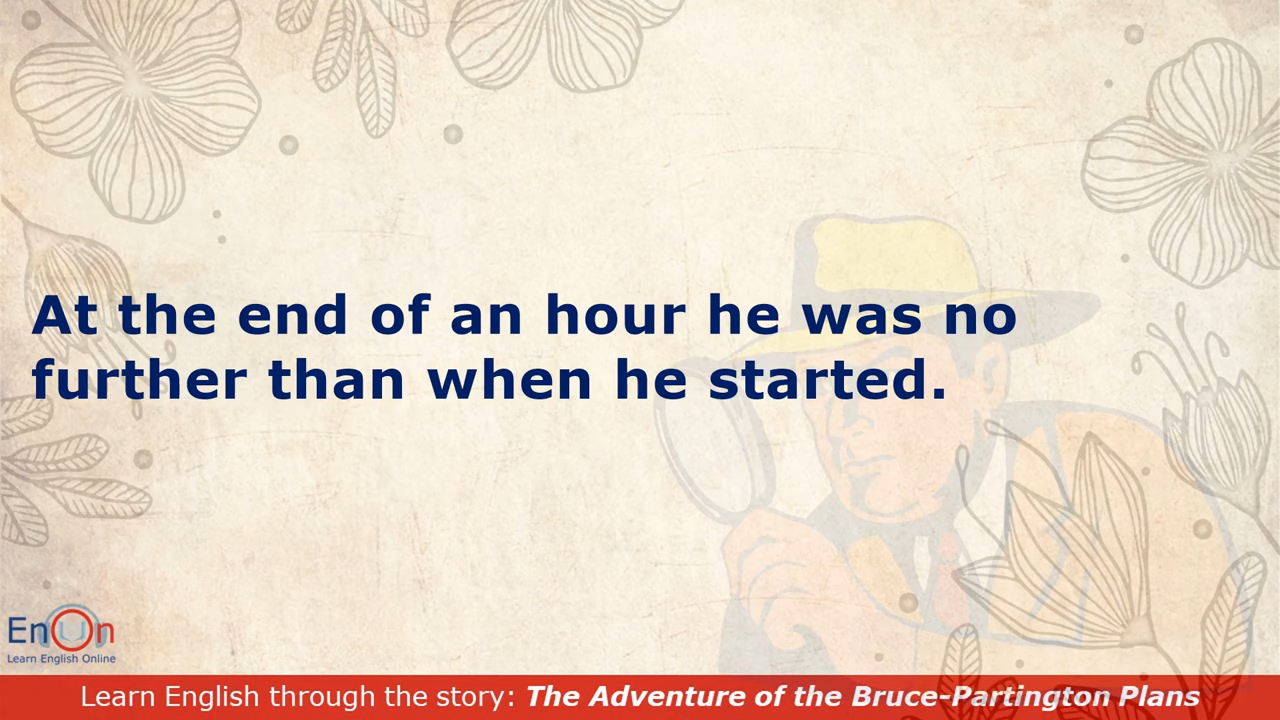 At the end of an hour he was no
further than when he started.
EnOn
Learn English Online
Learn English through the story: The Adventure of the Bruce-Partington Plans